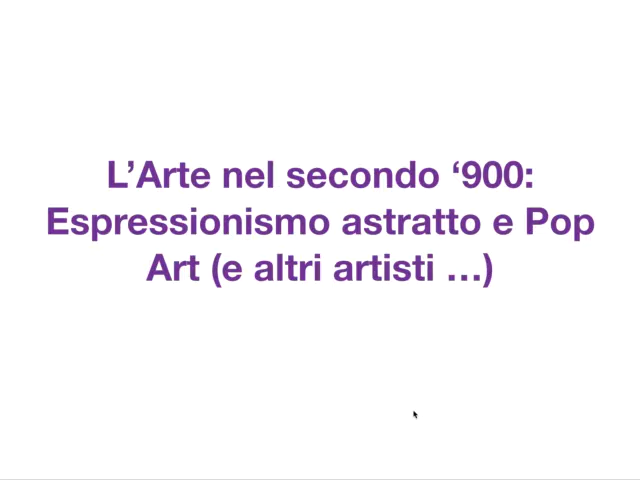 L’Arte nel secondo ‘900:
Espressionismo astratto e Pop
Art (e altri artisti …)